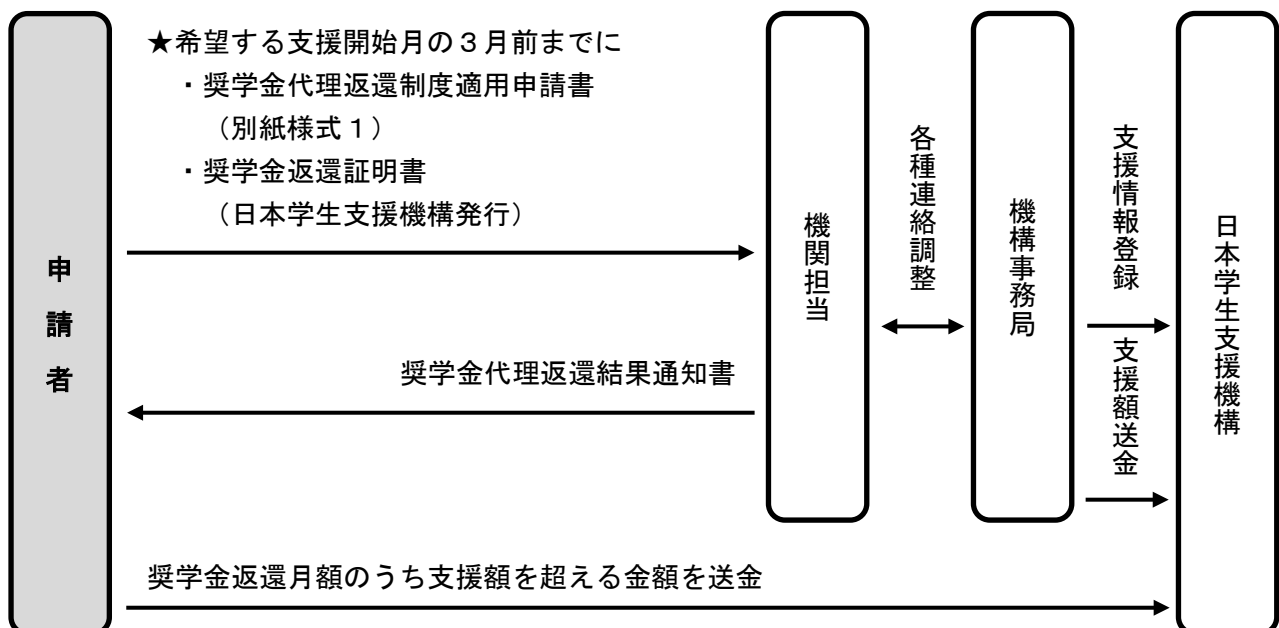 申請者
★希望する支援開始月の３月前までに
・奨学金代理返還制度適用申請書
（別紙様式１）
・奨学金返還証明書
（日本学生支援機構発行）
機関担当
各種連絡調整
機構事務局
支援情報登録
支援額送金
日本学生支援機構
奨学金代理返還結果通知書
奨学金返還月額のうち支援額を超える金額を送金